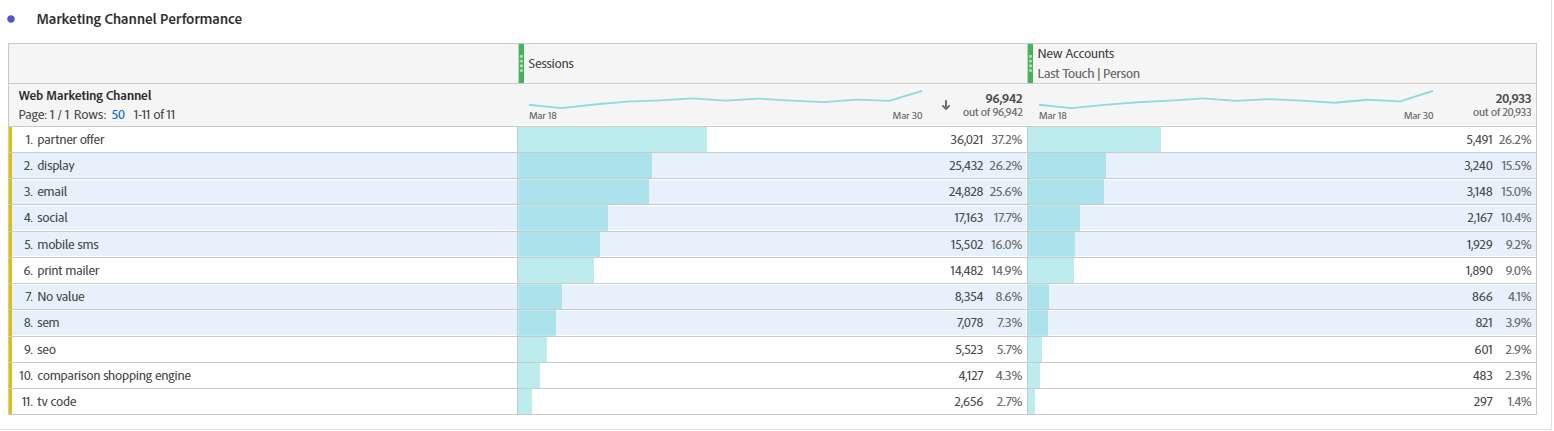 Marketing Channel Performance
Sessions
New Accounts
Last Touch | Person
Web Marketing Channel
Page: 1 / 1 Rows: 50 1-11 of 11
Mar 18 Mar 30
96,942
out of 96,942
Mar 18 Mar 30
20,933
out of 20,933
1. partner offer 36,021 37.2% 5,491 26.2%
2. display 25,432 26.2% 3,240 15.5%
3. email 24,828 25.6% 3,148 15.0%
4. social 17,163 17.7% 2,167 10.4%
5. mobile sms 15,502 16.0% 1,929 9.2%
6. print mailer 14,482 14.9% 1,890 9.0%
7. No value 8,354 8.6% 866 4.1%
8. sem 7,078 7.3% 821 3.9%
9. seo 5,523 5.7% 601 2.9%
10. comparison shopping engine 4,127 4.3% 483 2.3%
11. tv code 2,656 2.7% 297 1.4%